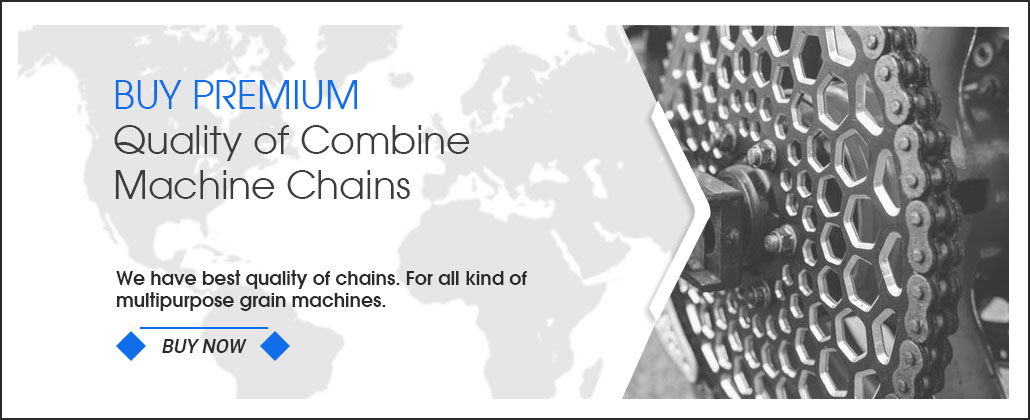 BUY PREMIUM
Quality of Combine
Machine Chains
We have best quality of chains. For all kind of
multipurpose grain machines.
BUY NOW